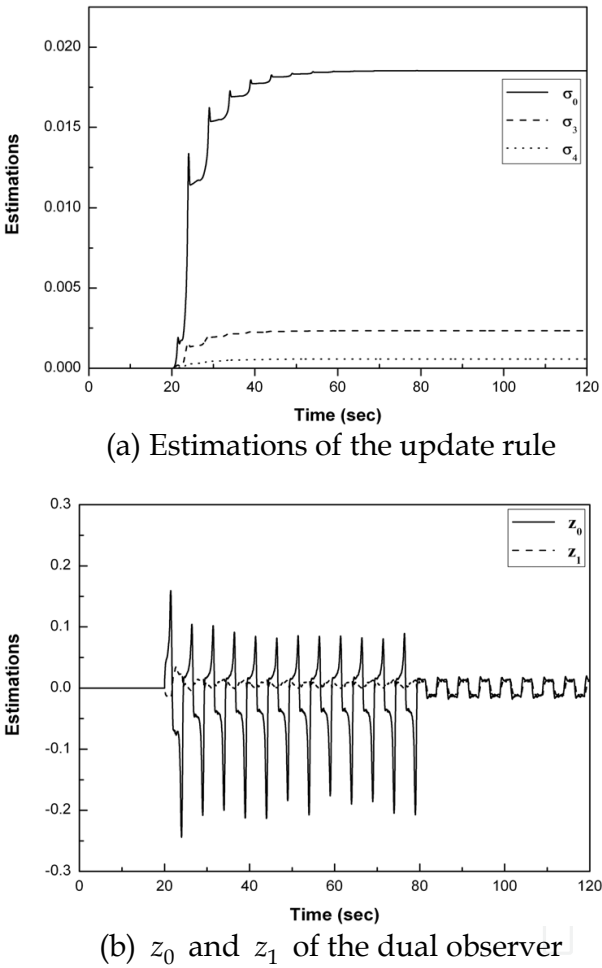 0.020
0.015
0.010
0.005
0.000
Estimations
σ₀
σ₃
σ₄
0 20 40 60 80 100 120
Time (sec)
(a) Estimations of the update rule
0.3
0.2
0.1
0.0
-0.1
-0.2
-0.3
Estimations
z₀
z₁
0 20 40 60 80 100 120
Time (sec)
(b) z₀ and z₁ of the dual observer